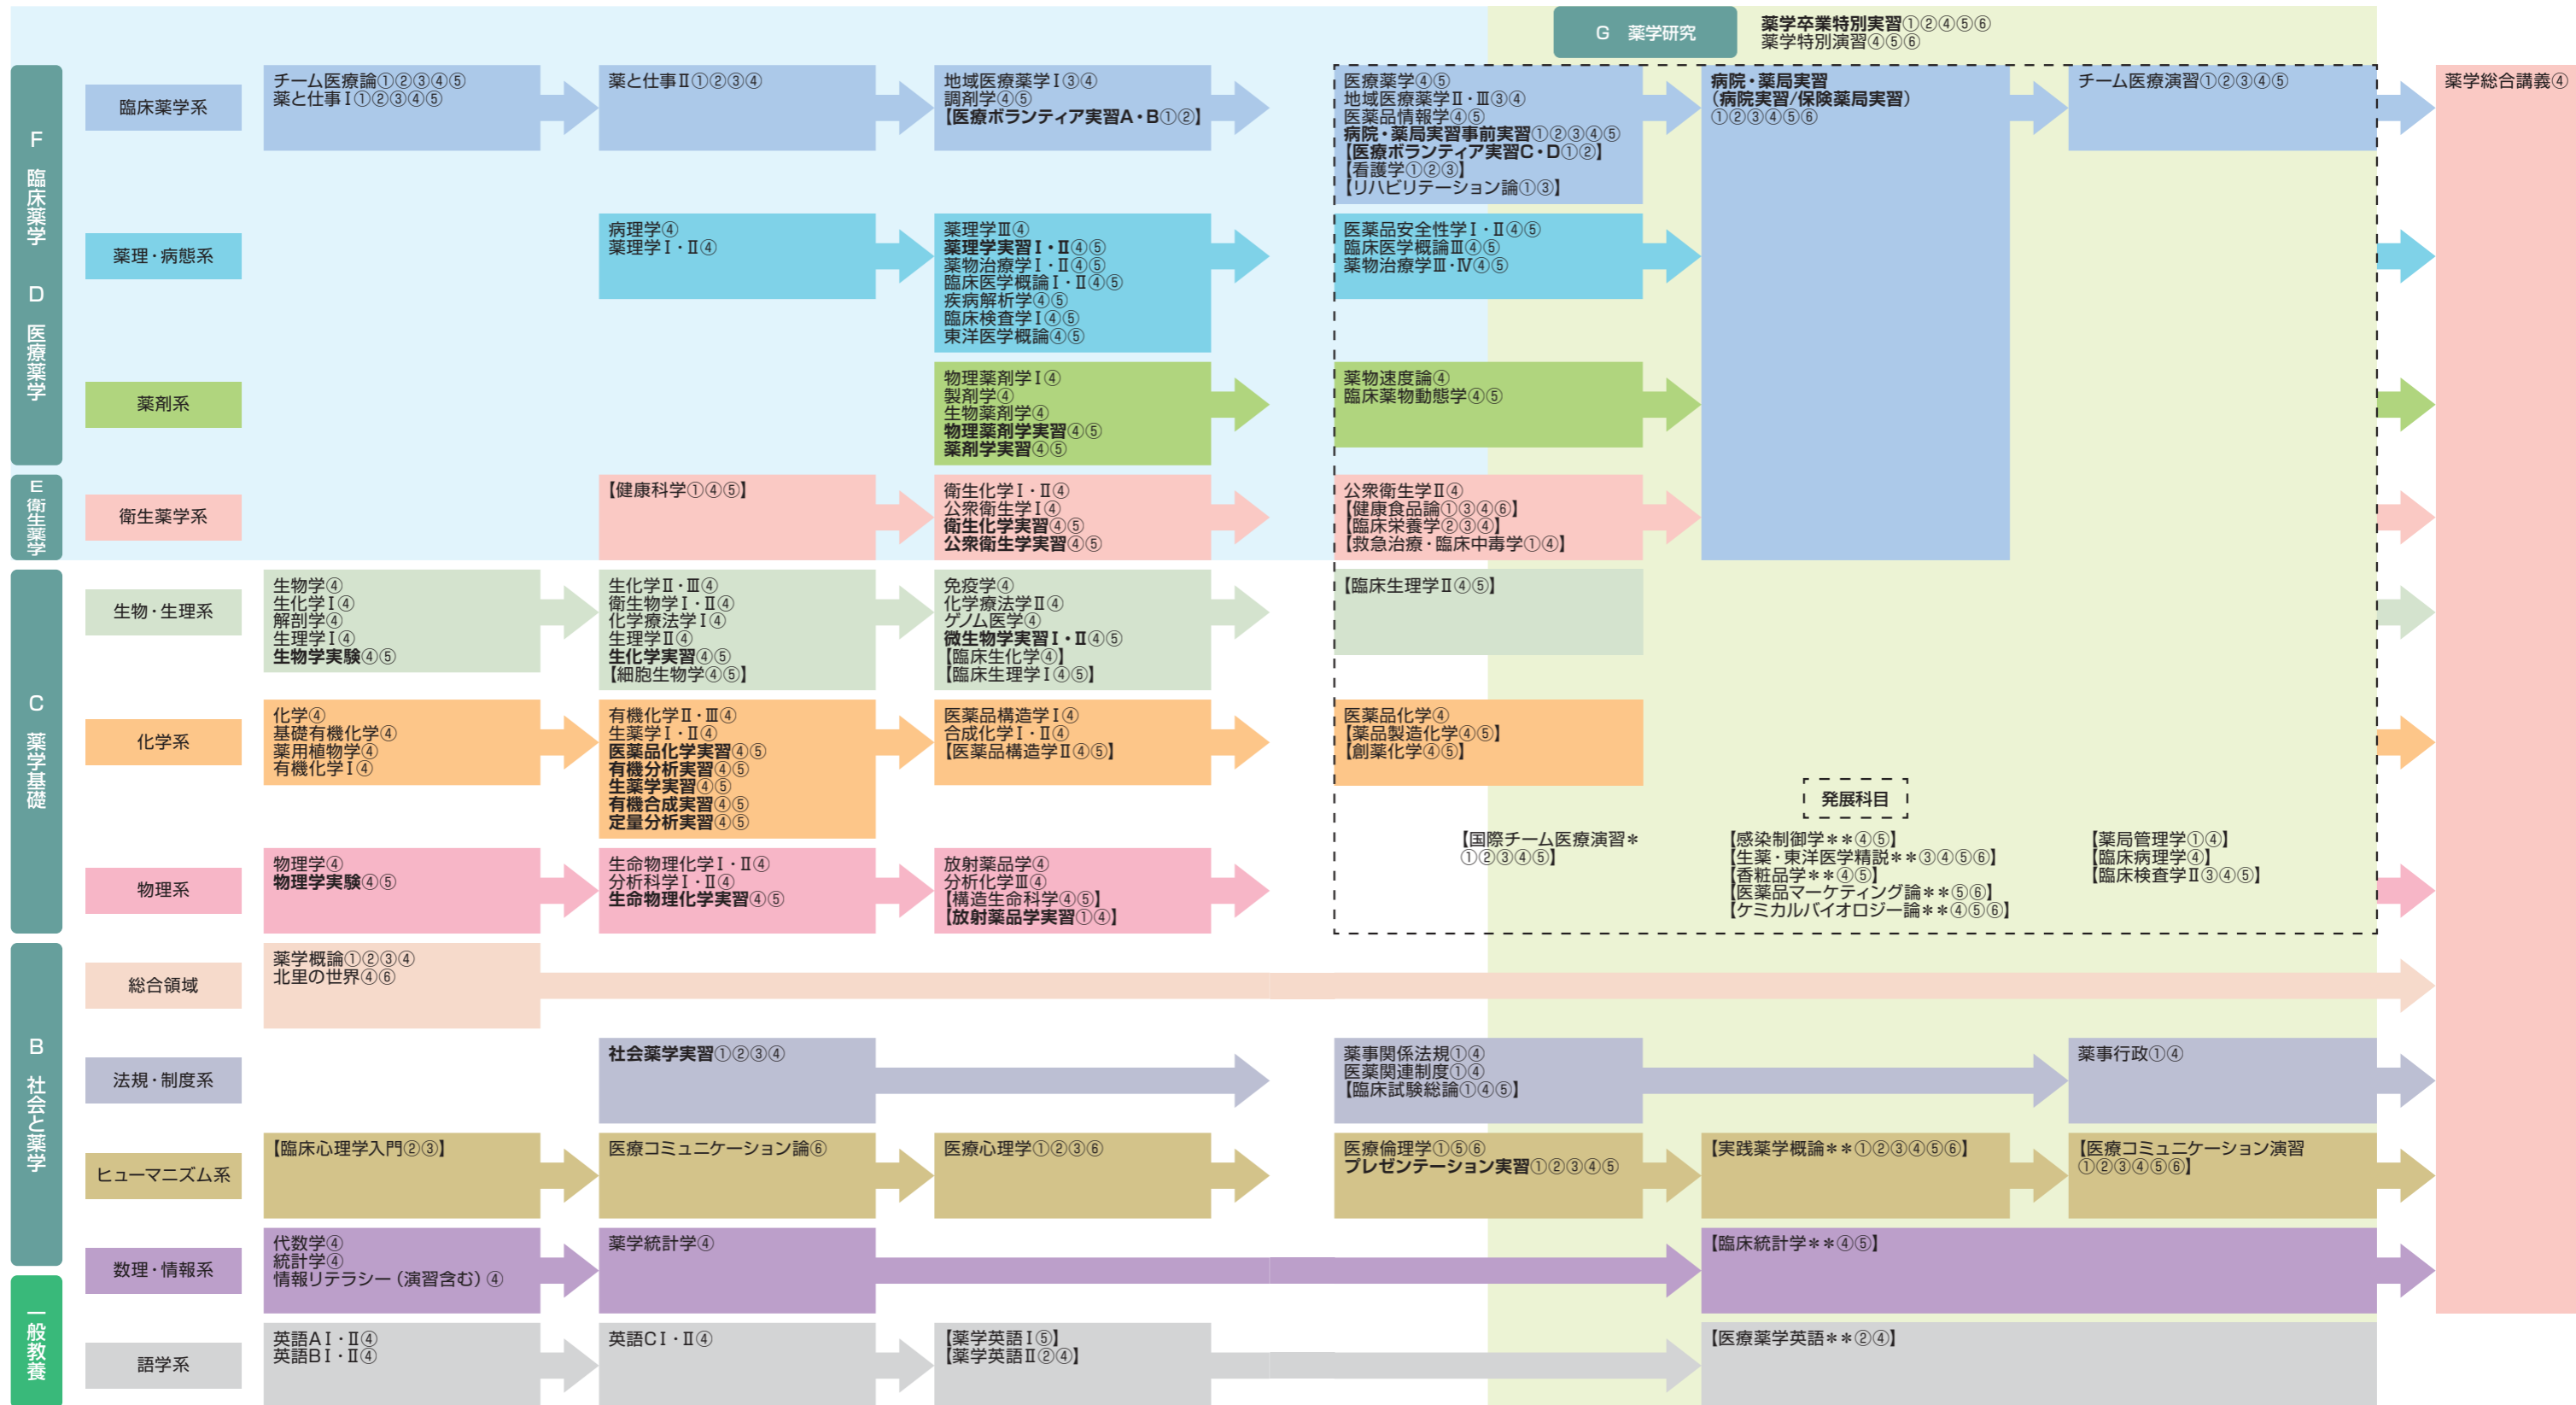 G 薬学研究
薬学卒業特別実習①②④⑤⑥
薬学特別演習④⑤⑥
F 臨床薬学 D 医療薬学
臨床薬学系
チーム医療論①②③④⑤
薬と仕事Ⅰ①②③④⑤
薬と仕事Ⅱ①②③④
地域医療薬学Ⅰ③④
調剤学④⑤
【医療ボランティア実習A・B①②】
医療薬学④⑤
地域医療薬学Ⅱ・Ⅲ③④
医薬品情報学④⑤
病院・薬局実習事前実習①②③④⑤
【医療ボランティア実習C・D①②】
【看護学①②③】
【リハビリテーション論①③】
病院・薬局実習
（病院実習/保険薬局実習）
①②③④⑤⑥
チーム医療演習①②③④⑤
薬学総合講義④
薬理・病態系
病理学④
薬理学Ⅰ・Ⅱ④
薬理学Ⅲ④
薬理学実習Ⅰ・Ⅱ④⑤
薬物治療学Ⅰ・Ⅱ④⑤
臨床医学概論Ⅰ・Ⅱ④⑤
疾病解析学④⑤
臨床検査学Ⅰ④⑤
東洋医学概論④⑤
医薬品安全性学Ⅰ・Ⅱ④⑤
臨床医学概論Ⅲ④⑤
薬物治療学Ⅲ・Ⅳ④⑤
薬剤系
物理薬剤学Ⅰ④
製剤学④
生物薬剤学④
物理薬剤学実習④⑤
薬剤学実習④⑤
薬物速度論④
臨床薬物動態学④⑤
E 衛生薬学
衛生薬学系
【健康科学①④⑤】
衛生化学Ⅰ・Ⅱ④
公衆衛生学Ⅰ④
衛生化学実習④⑤
公衆衛生学実習④⑤
公衆衛生学Ⅱ④
【健康食品論①③④⑥】
【臨床栄養学②③④】
【救急治療・臨床中毒学①④】
C 薬学基礎
生物・生理系
生物学④
生化学Ⅰ④
解剖学④
生理学Ⅰ④
生物学実験④⑤
生化学Ⅱ・Ⅲ④
衛生物学Ⅰ・Ⅱ④
化学療法学Ⅰ④
生理学Ⅱ④
生化学実習④⑤
【細胞生物学④⑤】
免疫学④
化学療法学Ⅱ④
ゲノム医学④
微生物学実習Ⅰ・Ⅱ④⑤
【臨床生化学④】
【臨床生理学Ⅰ④⑤】
【臨床生理学Ⅱ④⑤】
化学系
化学④
基礎有機化学④
薬用植物学④
有機化学Ⅰ④
有機化学Ⅱ・Ⅲ④
生薬学Ⅰ・Ⅱ④
医薬品化学実習④⑤
有機分析実習④⑤
生薬学実習④⑤
有機合成実習④⑤
定量分析実習④⑤
医薬品構造学Ⅰ④
合成化学Ⅰ・Ⅱ④
【医薬品構造学Ⅱ④⑤】
医薬品化学④
【薬品製造化学④⑤】
【創薬化学④⑤】
発展科目
【国際チーム医療演習＊
①②③④⑤】
【感染制御学＊＊④⑤】
【生薬・東洋医学精説＊＊③④⑤⑥】
【香粧品学＊＊④⑤】
【医薬品マーケティング論＊＊⑤⑥】
【ケミカルバイオロジー論＊＊④⑤⑥】
【薬局管理学①④】
【臨床病理学④】
【臨床検査学Ⅱ③④⑤】
物理系
物理学④
物理学実験④⑤
生命物理化学Ⅰ・Ⅱ④
分析科学Ⅰ・Ⅱ④
生命物理化学実習④⑤
放射薬品学④
分析化学Ⅲ④
【構造生命科学④⑤】
【放射薬品学実習①④】
B 社会と薬学
総合領域
薬学概論①②③④
北里の世界④⑥
法規・制度系
社会薬学実習①②③④
薬事関係法規①④
医薬関連制度①④
【臨床試験総論①④⑤】
薬事行政①④
ヒューマニズム系
【臨床心理学入門②③】
医療コミュニケーション論⑥
医療心理学①②③⑥
医療倫理学①⑤⑥
プレゼンテーション実習①②③④⑤
【実践薬学概論＊＊①②③④⑤⑥】
【医療コミュニケーション演習
①②③④⑤⑥】
数理・情報系
代数学④
統計学④
情報リテラシー（演習含む）④
薬学統計学④
【臨床統計学＊＊④⑤】
一般教養
語学系
英語AⅠ・Ⅱ④
英語BⅠ・Ⅱ④
英語CⅠ・Ⅱ④
【薬学英語Ⅰ⑤】
【薬学英語Ⅱ②④】
【医療薬学英語＊＊②④】